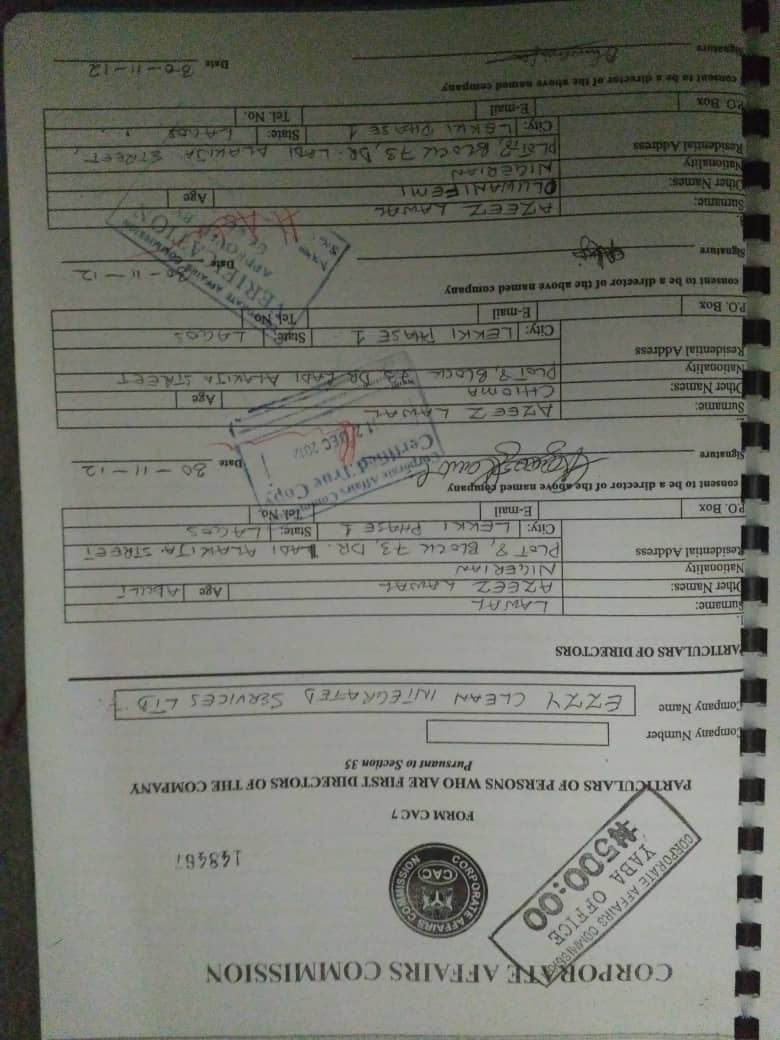 CORPORATE AFFAIRS COMMISSION
CORPORATE AFFAIRS COMMISSION
YABA OFFICE
₦500:00
CORPORATE AFFAIRS COMMISSION
CAC
148467
FORM CAC 7
PARTICULARS OF PERSONS WHO ARE FIRST DIRECTORS OF THE COMPANY
Pursuant to Section 35
Company Number
Company Name EZZY CLEAN INTEGRATED SERVICES LTD
PARTICULARS OF DIRECTORS
1.
Surname: LAWAL
Other Names: AZEEZ LAWAL Age ADULT
Nationality NIGERIAN
Residential Address PLOT 8, BLOCK 73, DR. LADI ALAKIJA STREET
City: LEKKI PHASE 1 State: LAGOS
P.O. Box E-mail Tel. No.
consent to be a director of the above named company
Signature Date 30-11-12
Corporate Affairs Commission
Certified True Copy
12 DEC 2012
Surname: AZEEZ LAWAL
Other Names: CHIOMA Age
Nationality PLOT 8, BLOCK 73 DR LADI ALAKIJA STREET
Residential Address
City: LEKKI PHASE 1 State: LAGOS
P.O. Box E-mail Tel. No.
consent to be a director of the above named company
Signature Date 30-11-12
CORPORATE AFFAIRS COMMISSION
VERIFICATION
APPROVED BY
NAME
SIGN
Surname: AZEEZ LAWAL
Other Names: OLUWANIFEMI Age
Nationality NIGERIAN
Residential Address PLOT 8, BLOCK 73, DR. LADI ALAKIJA STREET,
City: LEKKI PHASE 1 State: LAGOS
P.O. Box E-mail Tel. No.
consent to be a director of the above named company
Signature Date 30-11-12